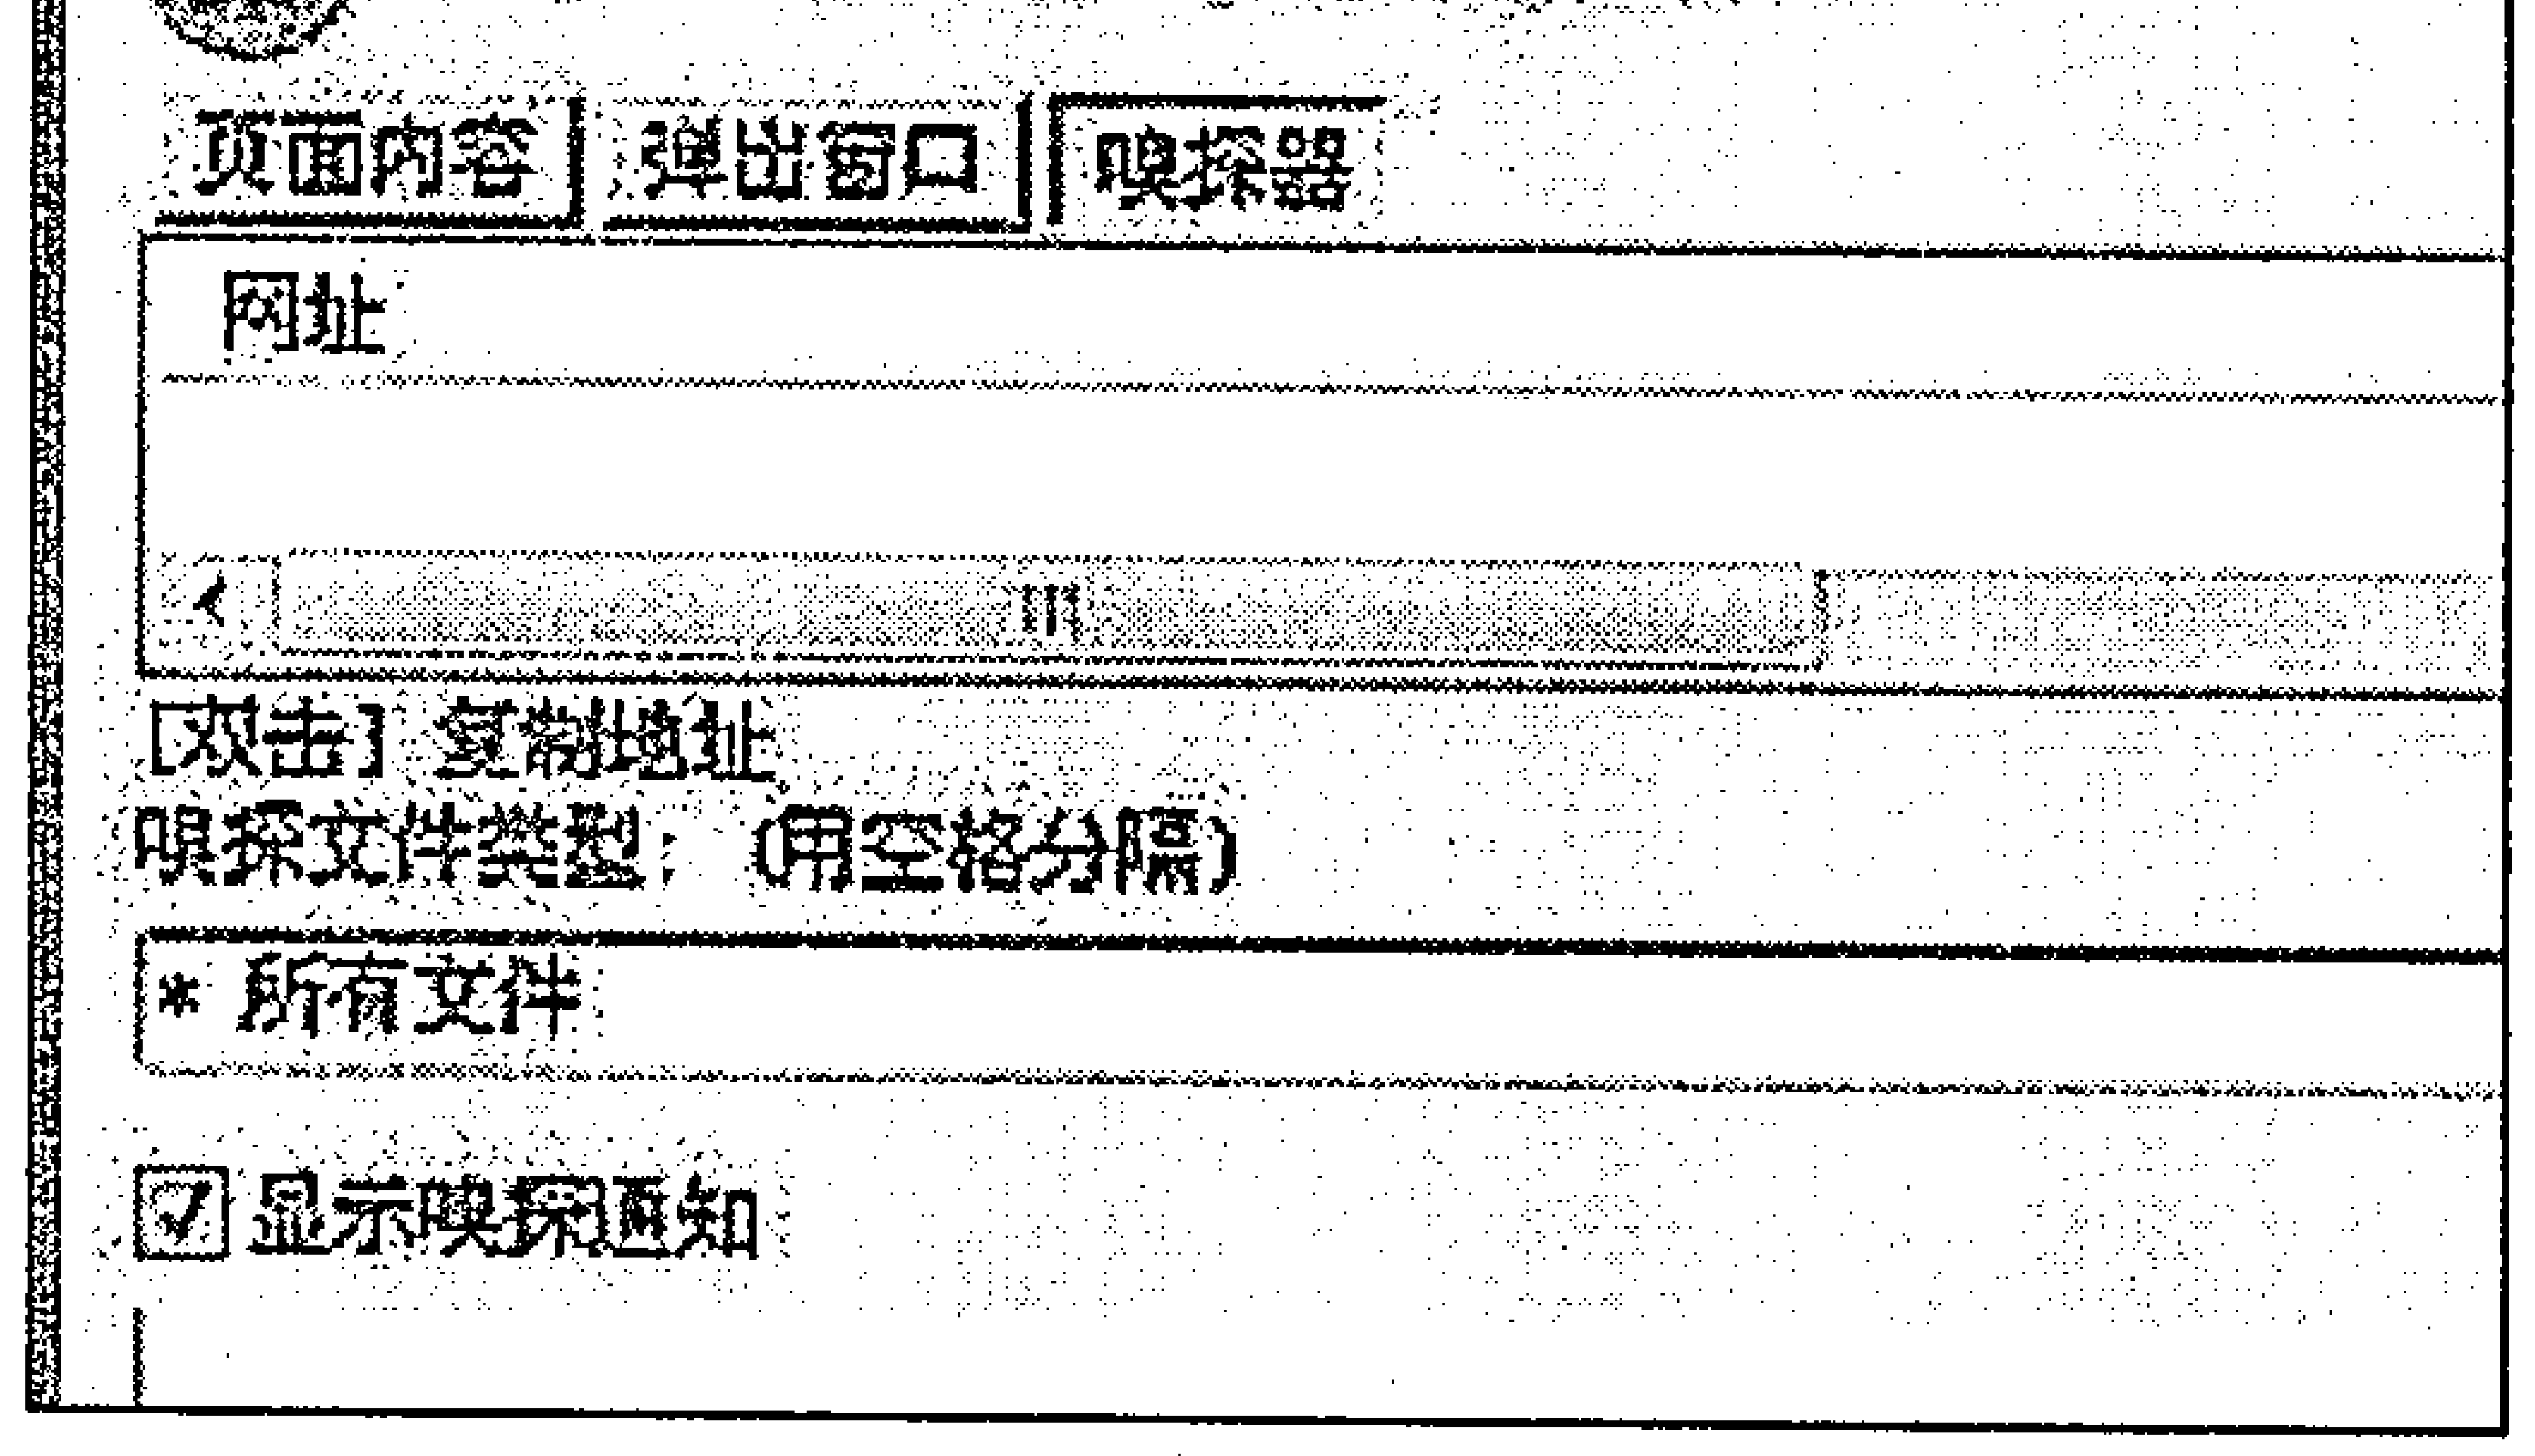 页面内容 弹出窗口 嗅探器
网址
[双击] 复制地址
嗅探文件类型: (用空格分隔)
* 所有文件
显示嗅探通知